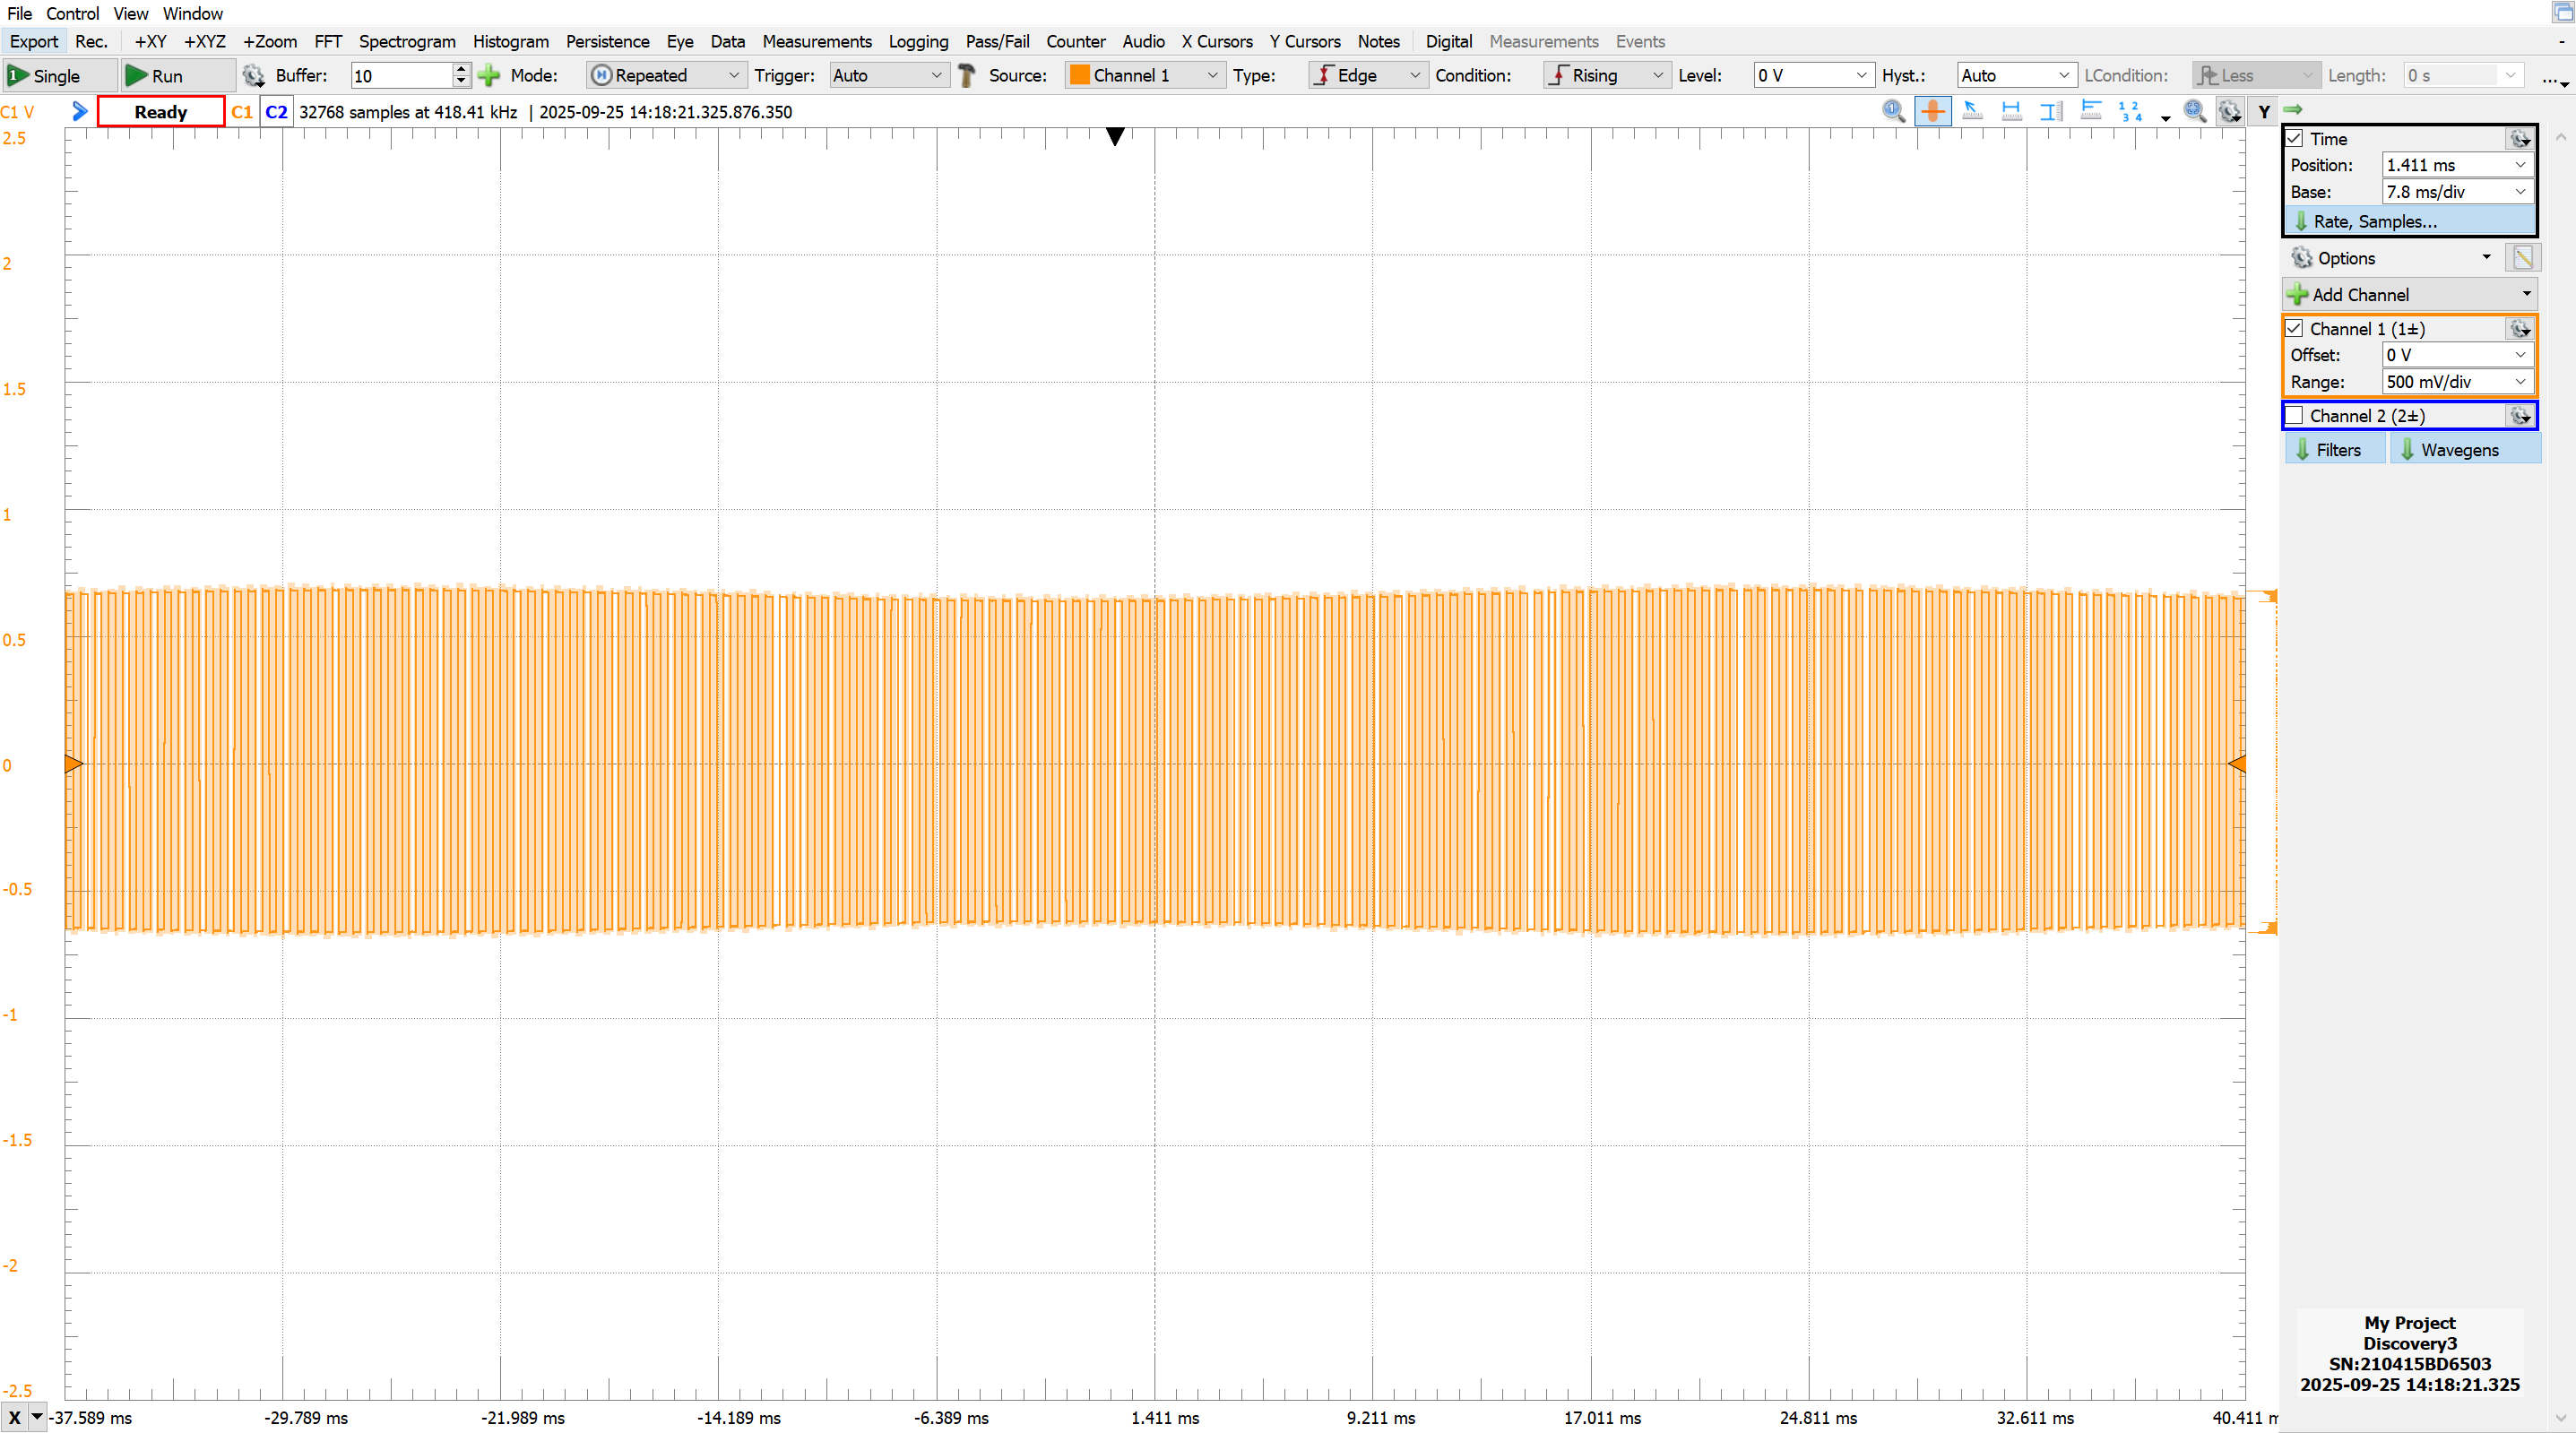 File Control View Window
Export Rec. +XY +XYZ +Zoom FFT Spectrogram Histogram Persistence Eye Data Measurements Logging Pass/Fail Counter Audio X Cursors Y Cursors Notes Digital Measurements Events -
1 Single Run Buffer: 10 Mode: Repeated Trigger: Auto Source: Channel 1 Type: Edge Condition: Rising Level: 0 V Hyst.: Auto LCondition: Less Length: 0 s ...
C1 V Ready C1 C2 32768 samples at 418.41 kHz | 2025-09-25 14:18:21.325.876.350 1 2 3 4 Y
2.5
2
1.5
1
0.5
0
-0.5
-1
-1.5
-2
-2.5
X -37.589 ms -29.789 ms -21.989 ms -14.189 ms -6.389 ms 1.411 ms 9.211 ms 17.011 ms 24.811 ms 32.611 ms 40.411 m
Time
Position: 1.411 ms
Base: 7.8 ms/div
Rate, Samples...
Options
Add Channel
Channel 1 (1±)
Offset: 0 V
Range: 500 mV/div
Channel 2 (2±)
Filters Wavegens
My Project
Discovery3
SN:210415BD6503
2025-09-25 14:18:21.325